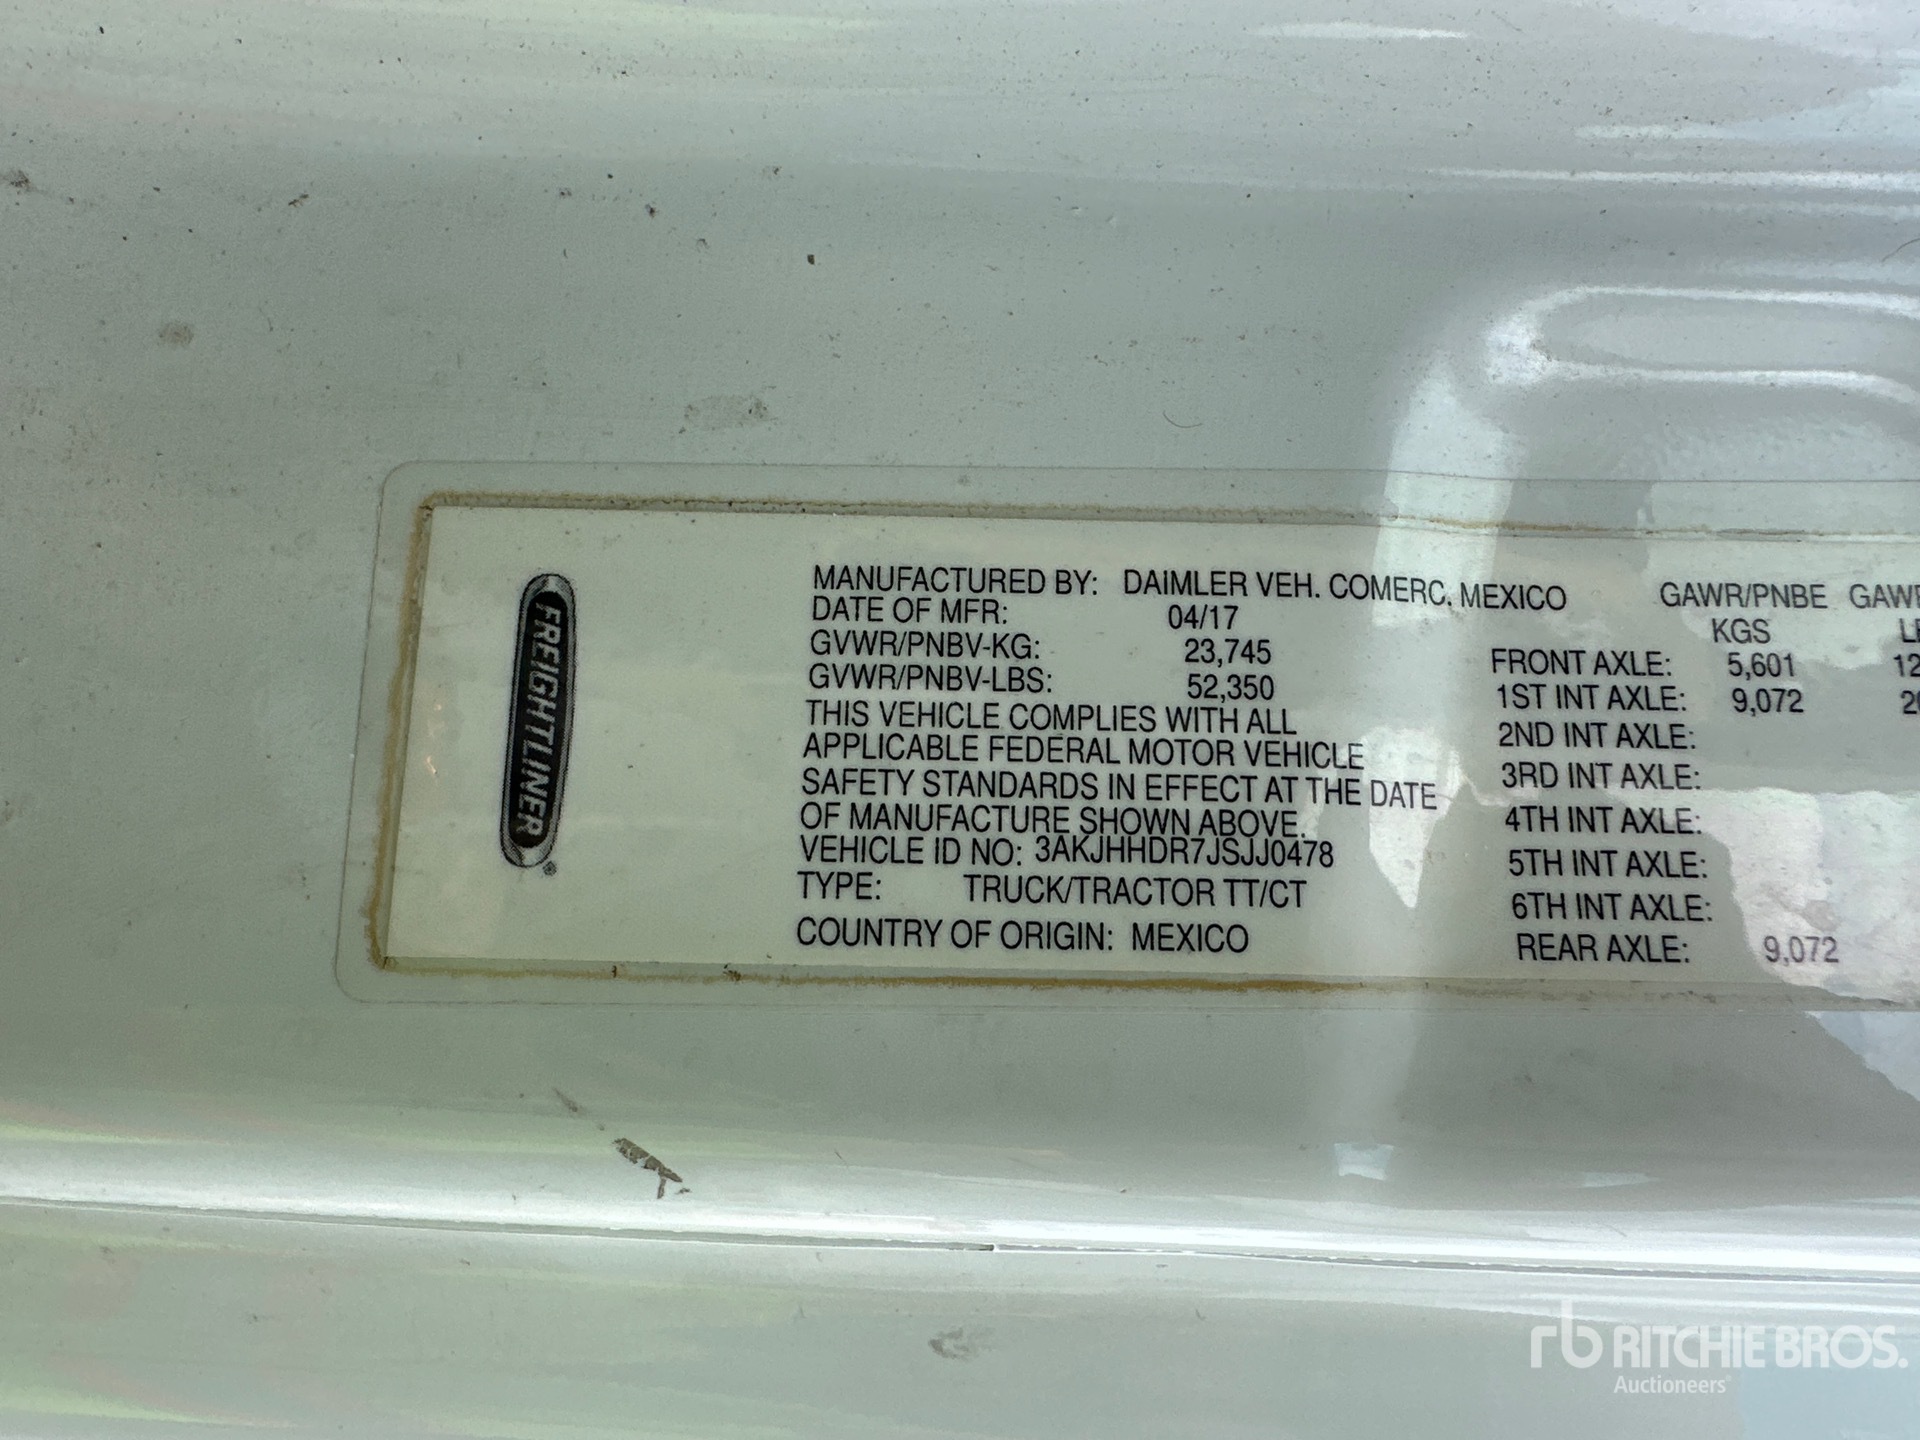 FREIGHTLINER
MANUFACTURED BY: DAIMLER VEH. COMERC. MEXICO
DATE OF MFR: 04/17
GVWR/PNBV-KG: 23,745
GVWR/PNBV-LBS: 52,350
THIS VEHICLE COMPLIES WITH ALL
APPLICABLE FEDERAL MOTOR VEHICLE
SAFETY STANDARDS IN EFFECT AT THE DATE
OF MANUFACTURE SHOWN ABOVE.
VEHICLE ID NO: 3AKJHHDR7JSJJ0478
TYPE: TRUCK/TRACTOR TT/CT
COUNTRY OF ORIGIN: MEXICO
GAWR/PNBE
KGS
FRONT AXLE: 5,601
1ST INT AXLE: 9,072
2ND INT AXLE:
3RD INT AXLE:
4TH INT AXLE:
5TH INT AXLE:
6TH INT AXLE:
REAR AXLE: 9,072
rb RITCHIE BROS.
Auctioneers